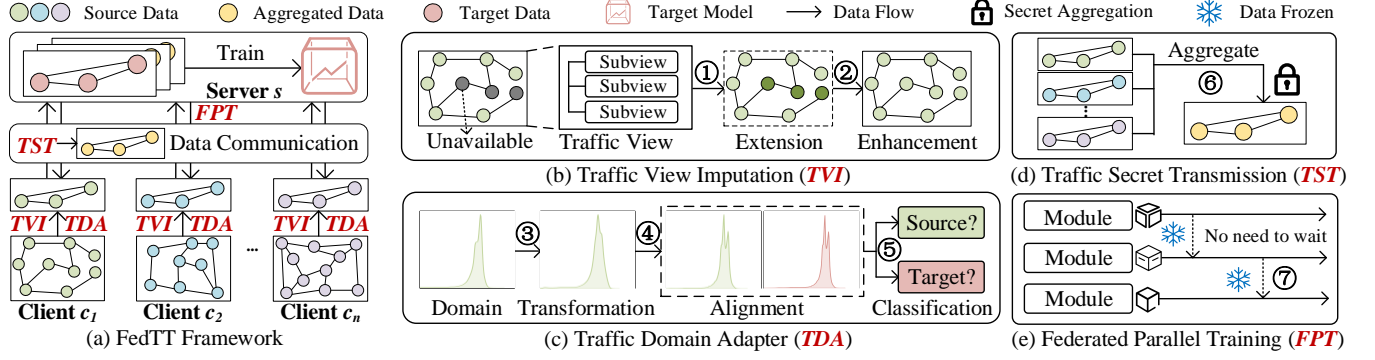 Source Data
Aggregated Data
Target Data
Target Model
Data Flow
Secret Aggregation
Data Frozen
Train
Server s
FPT
TST
Data Communication
TVI TDA
TVI TDA
...
TVI TDA
Client c1
Client c2
Client cn
(a) FedTT Framework
Unavailable
Subview
Subview
Subview
Traffic View
①
Extension
②
Enhancement
(b) Traffic View Imputation (TVI)
③
④
⑤
Source?
Target?
Domain
Transformation
Alignment
Classification
(c) Traffic Domain Adapter (TDA)
Aggregate
⑥
(d) Traffic Secret Transmission (TST)
Module
No need to wait
Module
⑦
Module
(e) Federated Parallel Training (FPT)